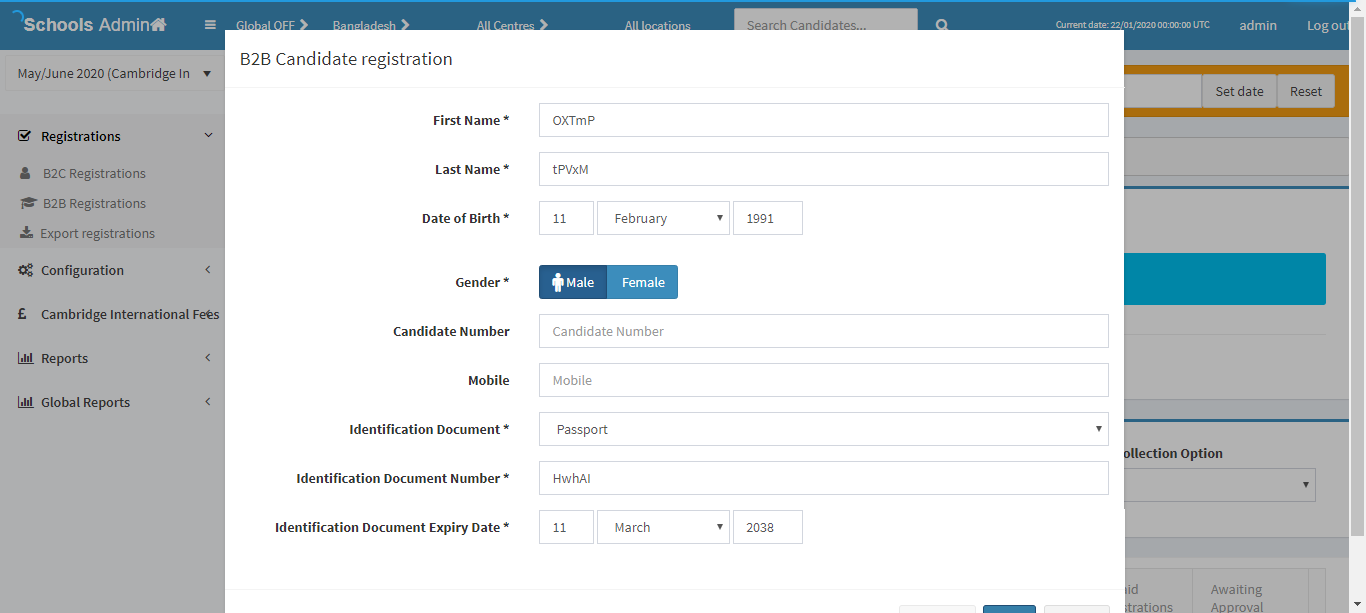 Schools Admin
Global OFF
Bangladesh
All Centres
All locations
Search Candidates...
Current date: 22/01/2020 00:00:00 UTC
admin
Log out
May/June 2020 (Cambridge In
Set date
Reset
Registrations
B2C Registrations
B2B Registrations
Export registrations
Configuration
£ Cambridge International Fees
Reports
Global Reports
B2B Candidate registration
First Name *
OXTmP
Last Name *
tPVxM
Date of Birth *
11 February 1991
Gender *
Male Female
Candidate Number
Candidate Number
Mobile
Mobile
Identification Document *
Passport
Identification Document Number *
Identification Document Expiry Date *
11 March 2038
ollection Option
Awaiting
Approval